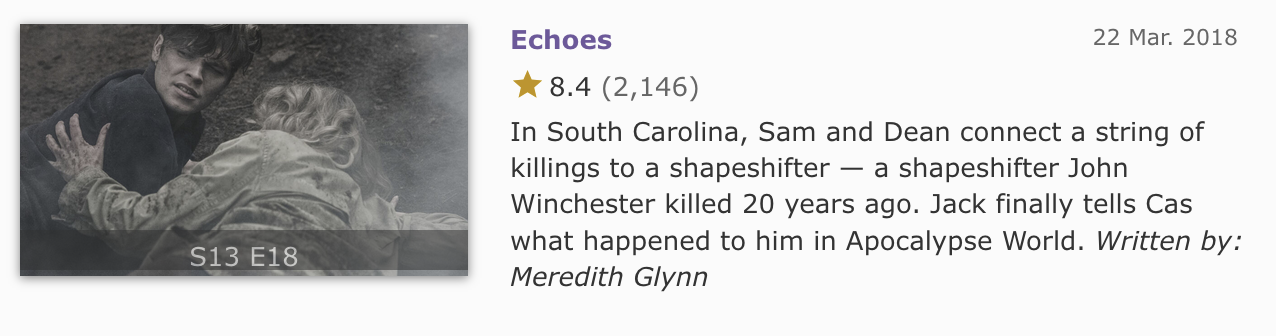 Echoes
22 Mar. 2018
8.4 (2,146)
In South Carolina, Sam and Dean connect a string of
killings to a shapeshifter — a shapeshifter John
Winchester killed 20 years ago. Jack finally tells Cas
what happened to him in Apocalypse World. Written by:
Meredith Glynn
S13 E18